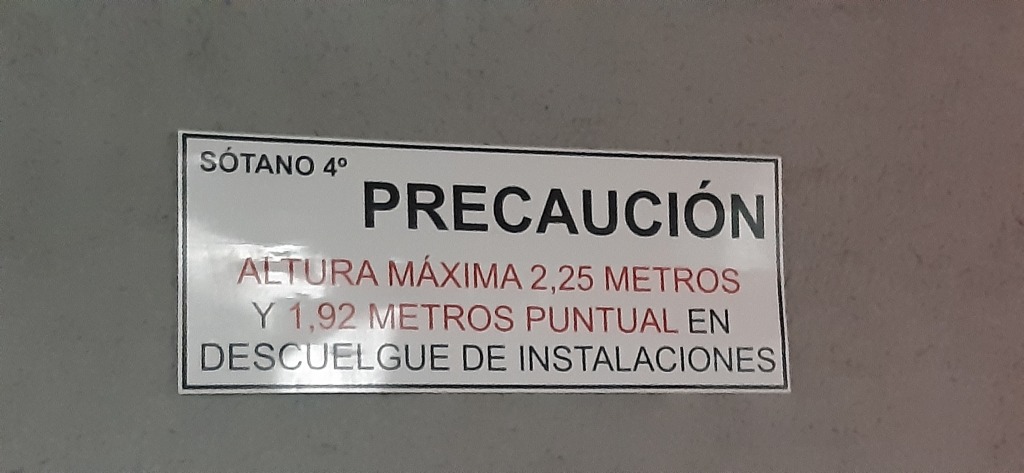 SÓTANO 4º
PRECAUCIÓN
ALTURA MÁXIMA 2,25 METROS
Y 1,92 METROS PUNTUAL EN
DESCUELGUE DE INSTALACIONES